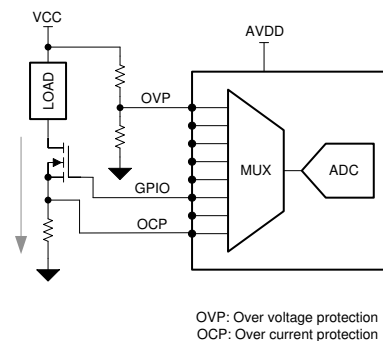 VCC
AVDD
LOAD
OVP
MUX
ADC
GPIO
OCP
OVP: Over voltage protection
OCP: Over current protection